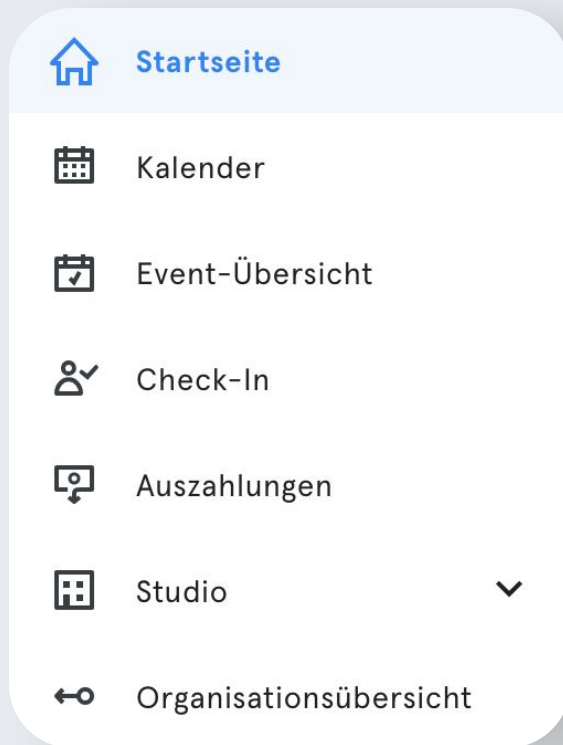 Startseite
Kalender
Event-Übersicht
Check-In
Auszahlungen
Studio
Organisationsübersicht